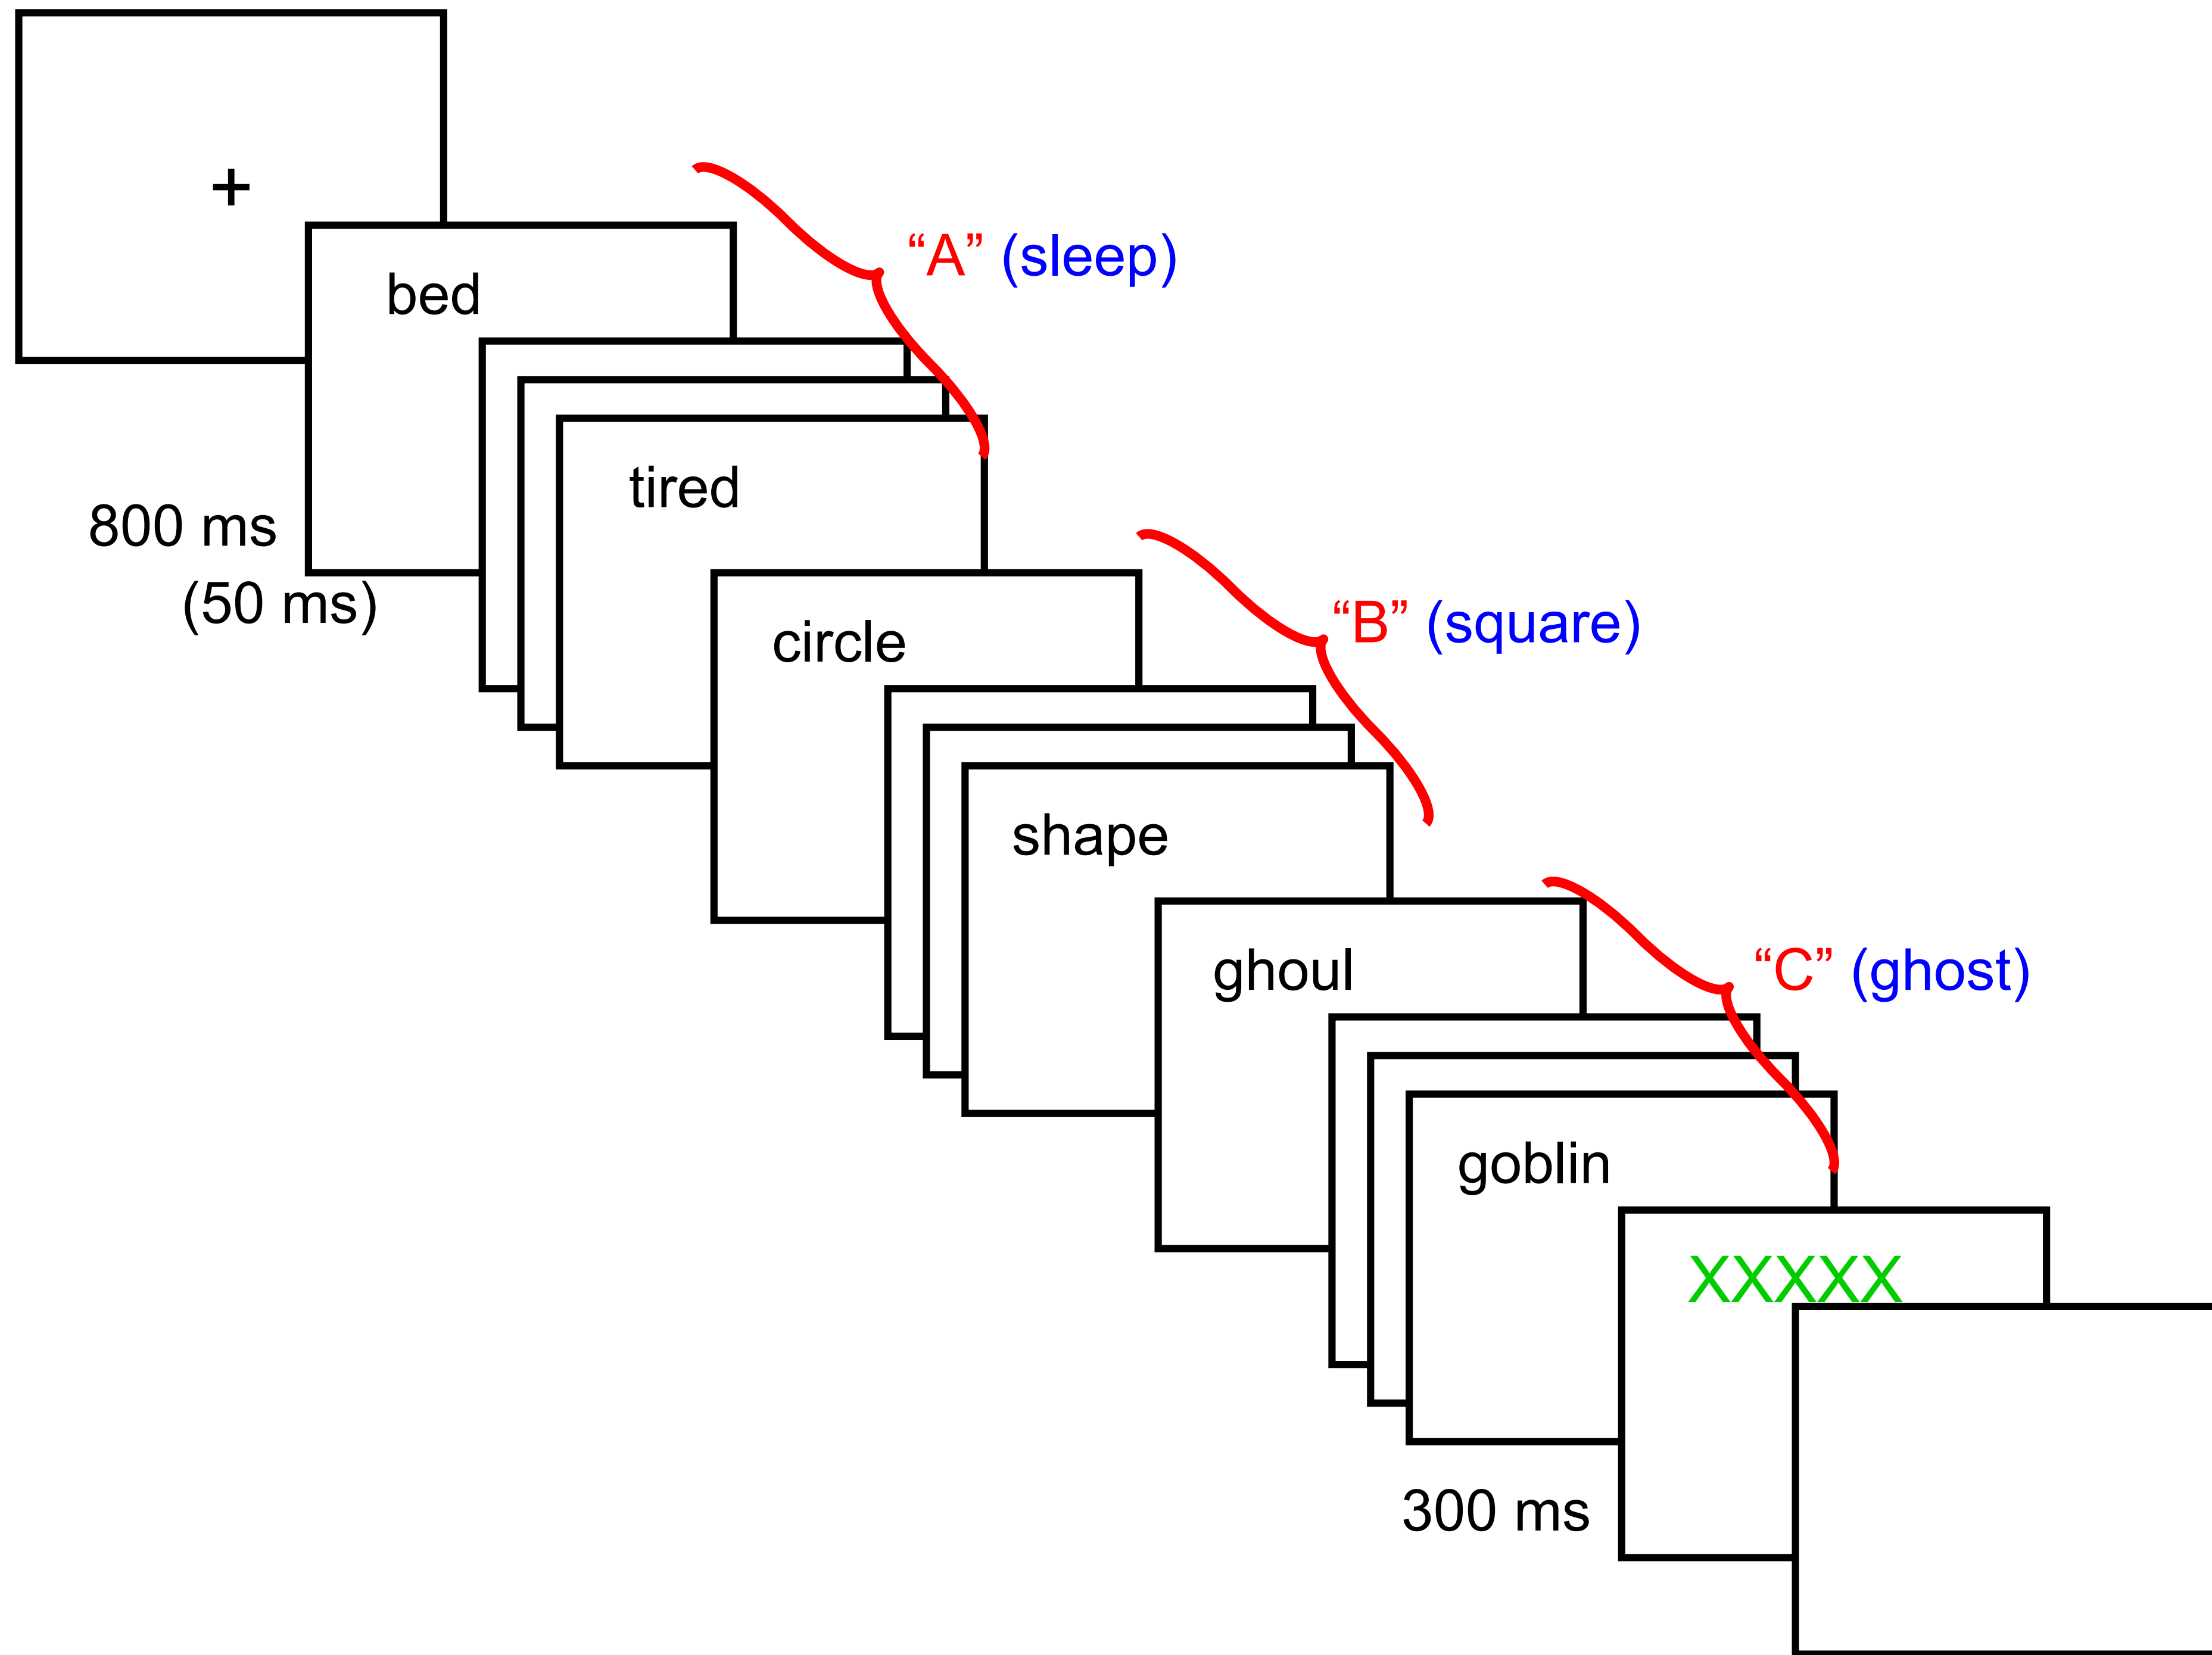 +
“A” (sleep)
bed
tired
800 ms
(50 ms)
“B” (square)
circle
shape
“C” (ghost)
ghoul
goblin
XXXXX
300 ms